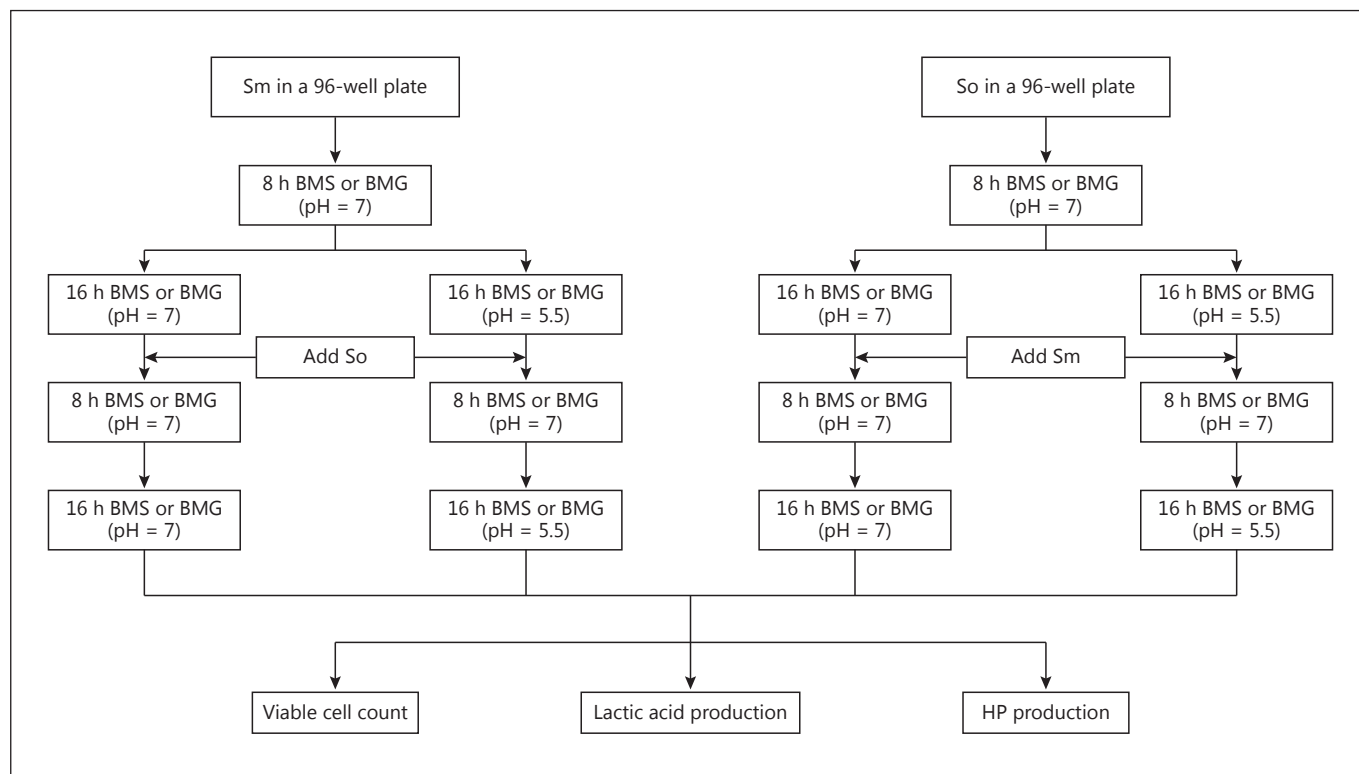 Sm in a 96-well plate
So in a 96-well plate
8 h BMS or BMG
(pH = 7)
8 h BMS or BMG
(pH = 7)
16 h BMS or BMG
(pH = 7)
16 h BMS or BMG
(pH = 5.5)
16 h BMS or BMG
(pH = 7)
16 h BMS or BMG
(pH = 5.5)
Add So
Add Sm
8 h BMS or BMG
(pH = 7)
8 h BMS or BMG
(pH = 7)
8 h BMS or BMG
(pH = 7)
8 h BMS or BMG
(pH = 7)
16 h BMS or BMG
(pH = 7)
16 h BMS or BMG
(pH = 5.5)
16 h BMS or BMG
(pH = 7)
16 h BMS or BMG
(pH = 5.5)
Viable cell count
Lactic acid production
HP production